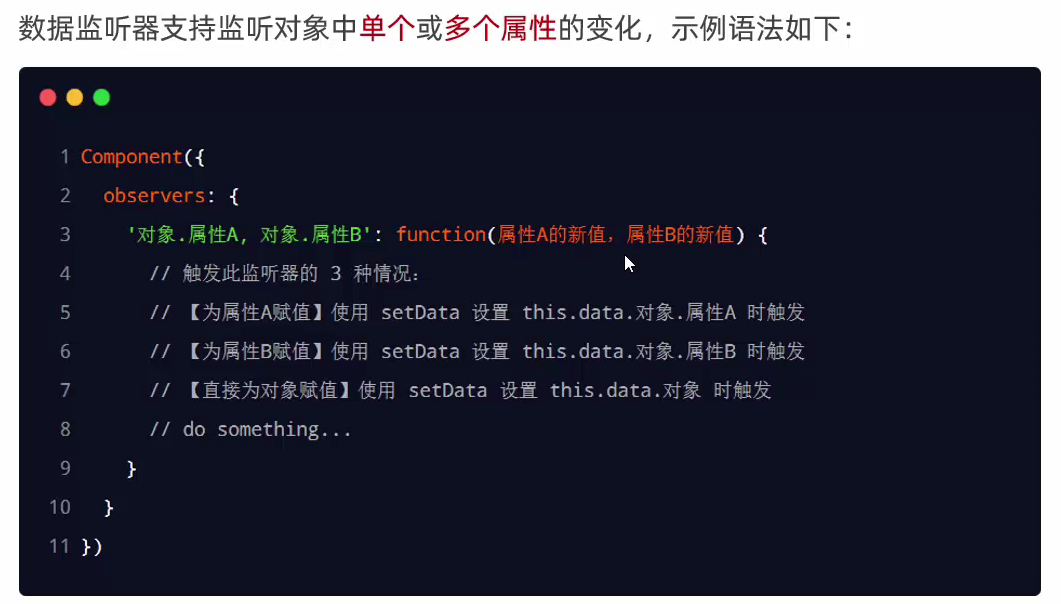 数据监听器支持监听对象中单个或多个属性的变化，示例语法如下：
1 Component({
2   observers: {
3     '对象.属性A, 对象.属性B': function(属性A的新值，属性B的新值) {
4       // 触发此监听器的 3 种情况：
5       // 【为属性A赋值】使用 setData 设置 this.data.对象.属性A 时触发
6       // 【为属性B赋值】使用 setData 设置 this.data.对象.属性B 时触发
7       // 【直接为对象赋值】使用 setData 设置 this.data.对象 时触发
8       // do something...
9     }
10   }
11 })